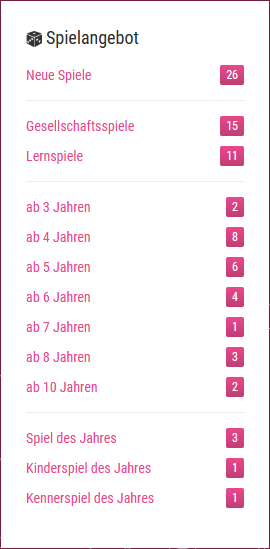 Spielangebot
Neue Spiele 26
Gesellschaftsspiele 15
Lernspiele 11
ab 3 Jahren 2
ab 4 Jahren 8
ab 5 Jahren 6
ab 6 Jahren 4
ab 7 Jahren 1
ab 8 Jahren 3
ab 10 Jahren 2
Spiel des Jahres 3
Kinderspiel des Jahres 1
Kennerspiel des Jahres 1